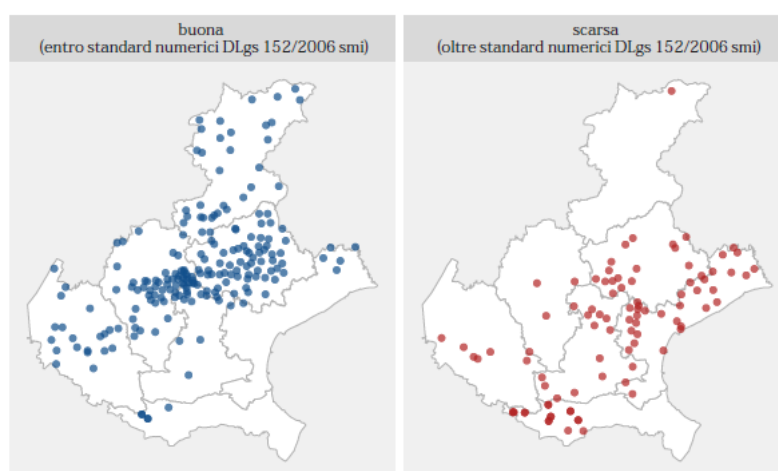 buona
(entro standard numerici DLgs 152/2006 smi)
scarsa
(oltre standard numerici DLgs 152/2006 smi)